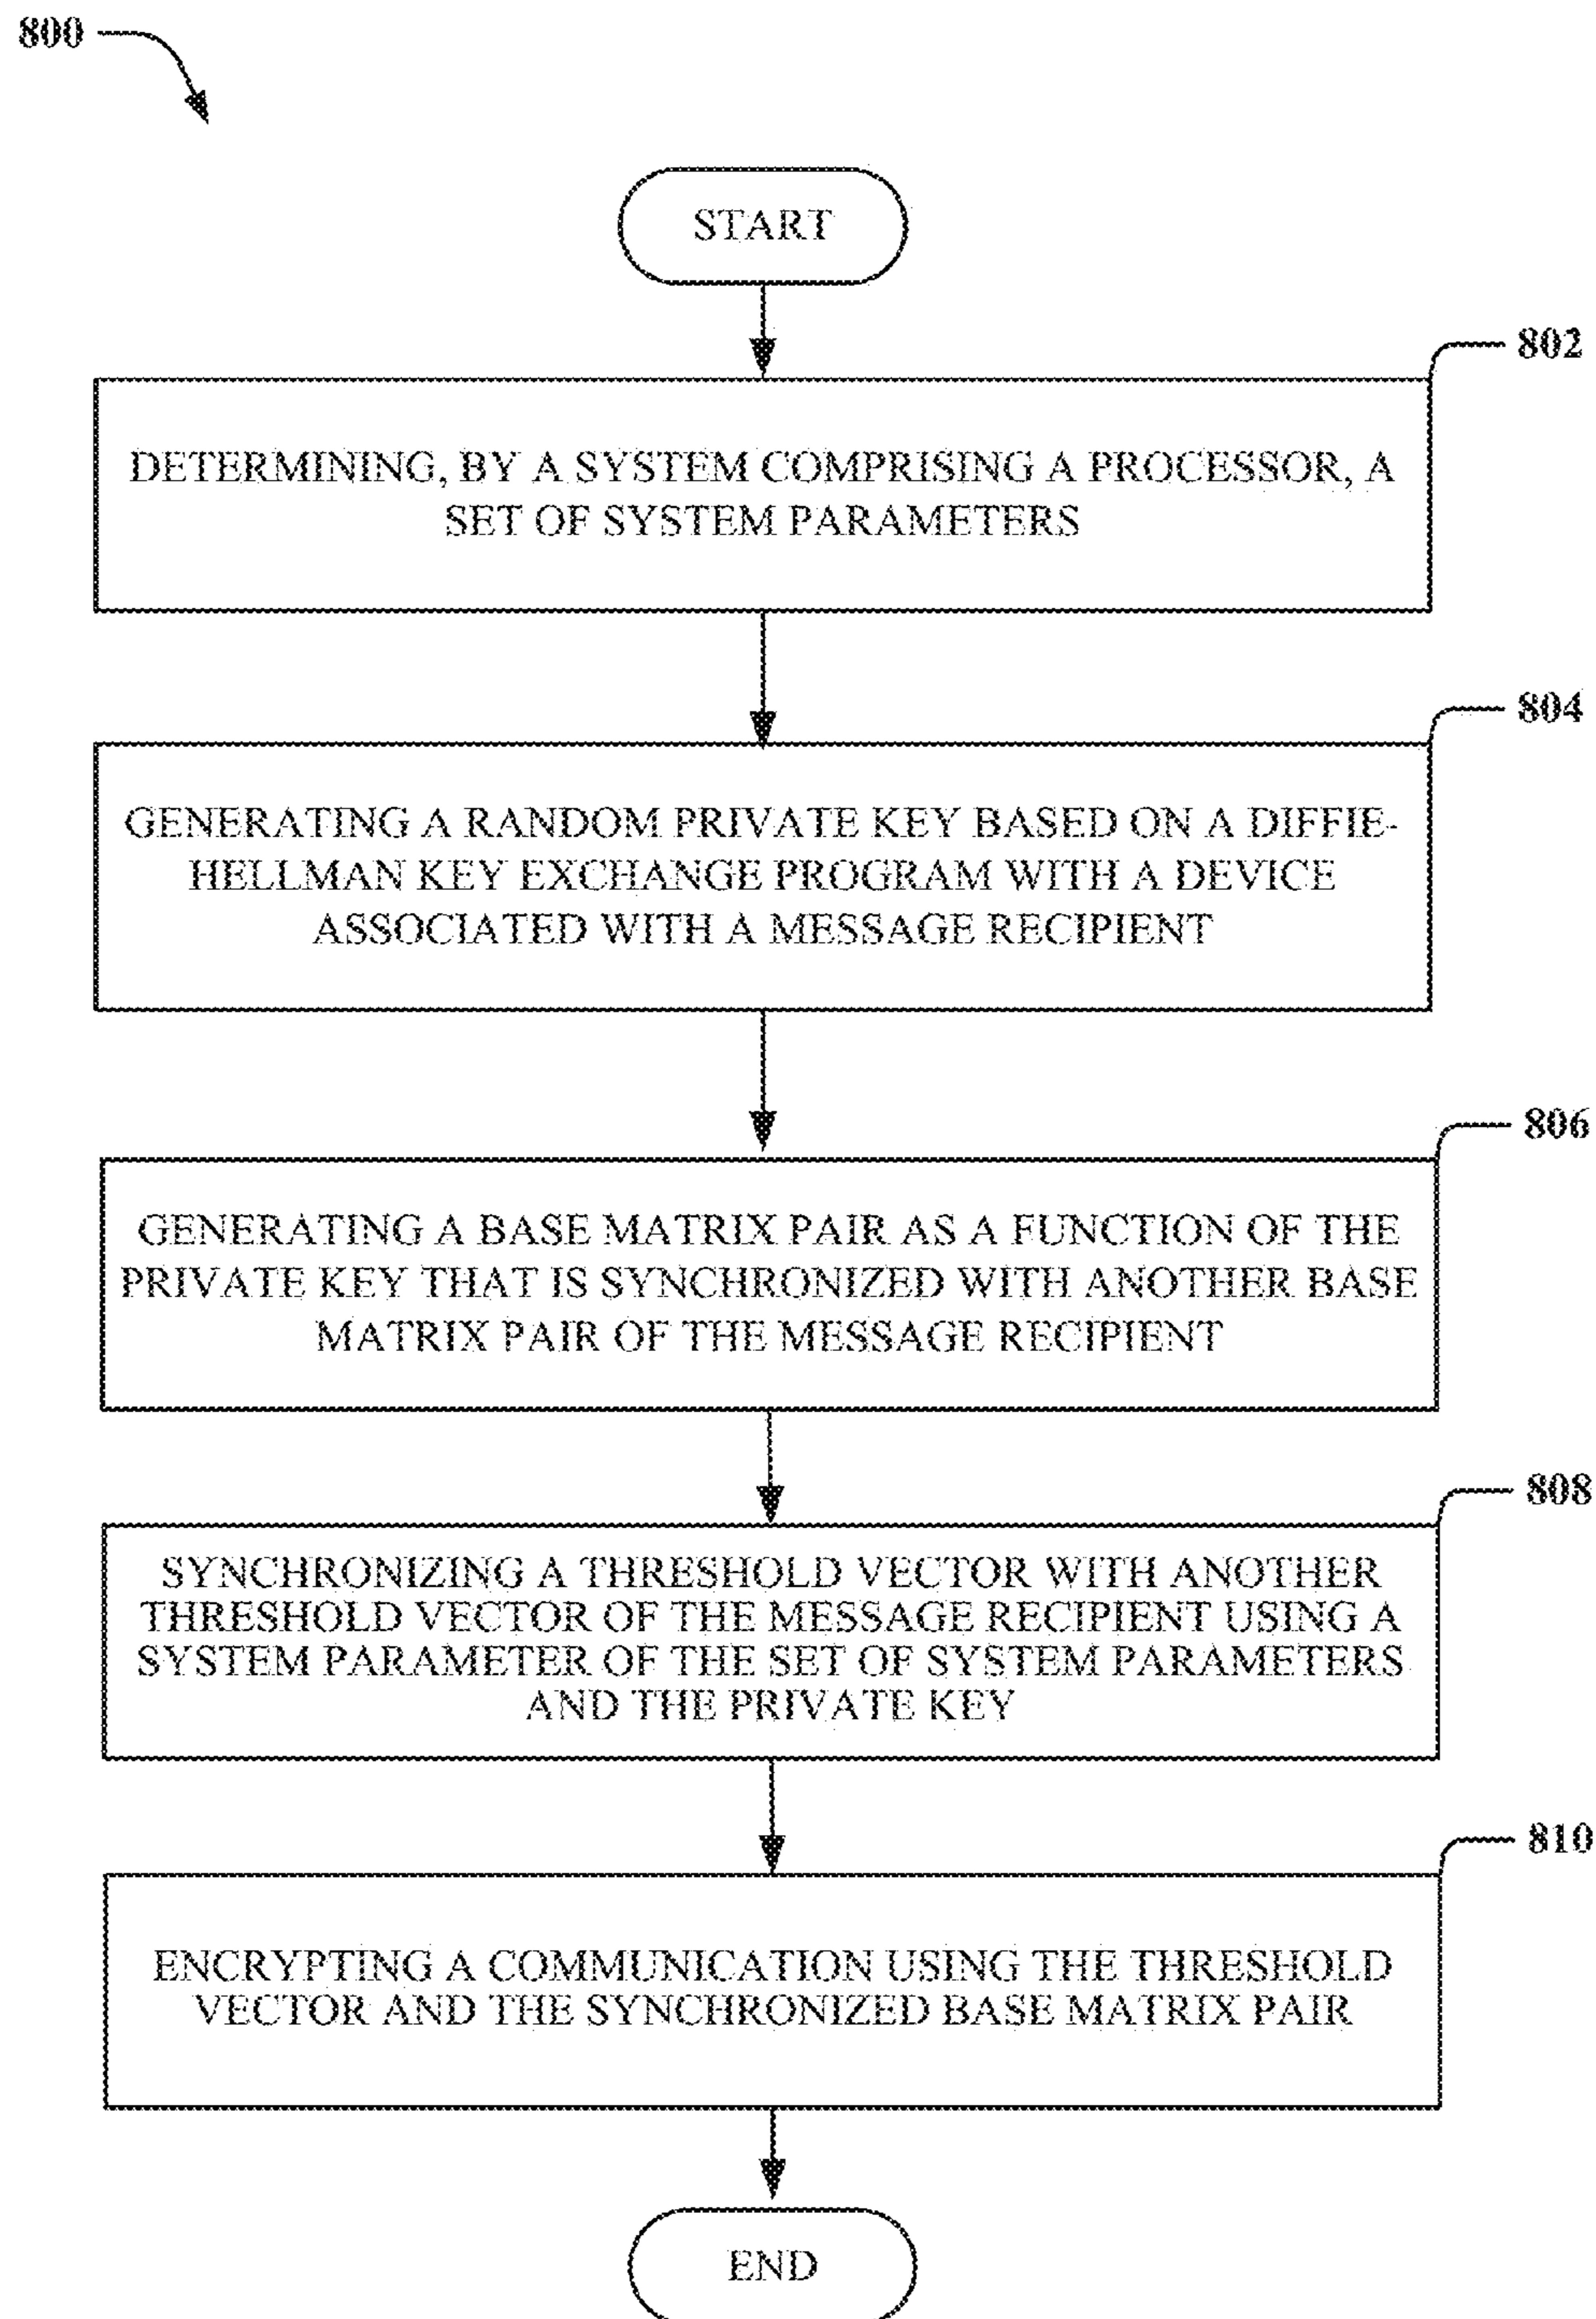 800
START
802
DETERMINING, BY A SYSTEM COMPRISING A PROCESSOR, A
SET OF SYSTEM PARAMETERS
804
GENERATING A RANDOM PRIVATE KEY BASED ON A DIFFIE-
HELLMAN KEY EXCHANGE PROGRAM WITH A DEVICE
ASSOCIATED WITH A MESSAGE RECIPIENT
806
GENERATING A BASE MATRIX PAIR AS A FUNCTION OF THE
PRIVATE KEY THAT IS SYNCHRONIZED WITH ANOTHER BASE
MATRIX PAIR OF THE MESSAGE RECIPIENT
808
SYNCHRONIZING A THRESHOLD VECTOR WITH ANOTHER
THRESHOLD VECTOR OF THE MESSAGE RECIPIENT USING A
SYSTEM PARAMETER OF THE SET OF SYSTEM PARAMETERS
AND THE PRIVATE KEY
810
ENCRYPTING A COMMUNICATION USING THE THRESHOLD
VECTOR AND THE SYNCHRONIZED BASE MATRIX PAIR
END